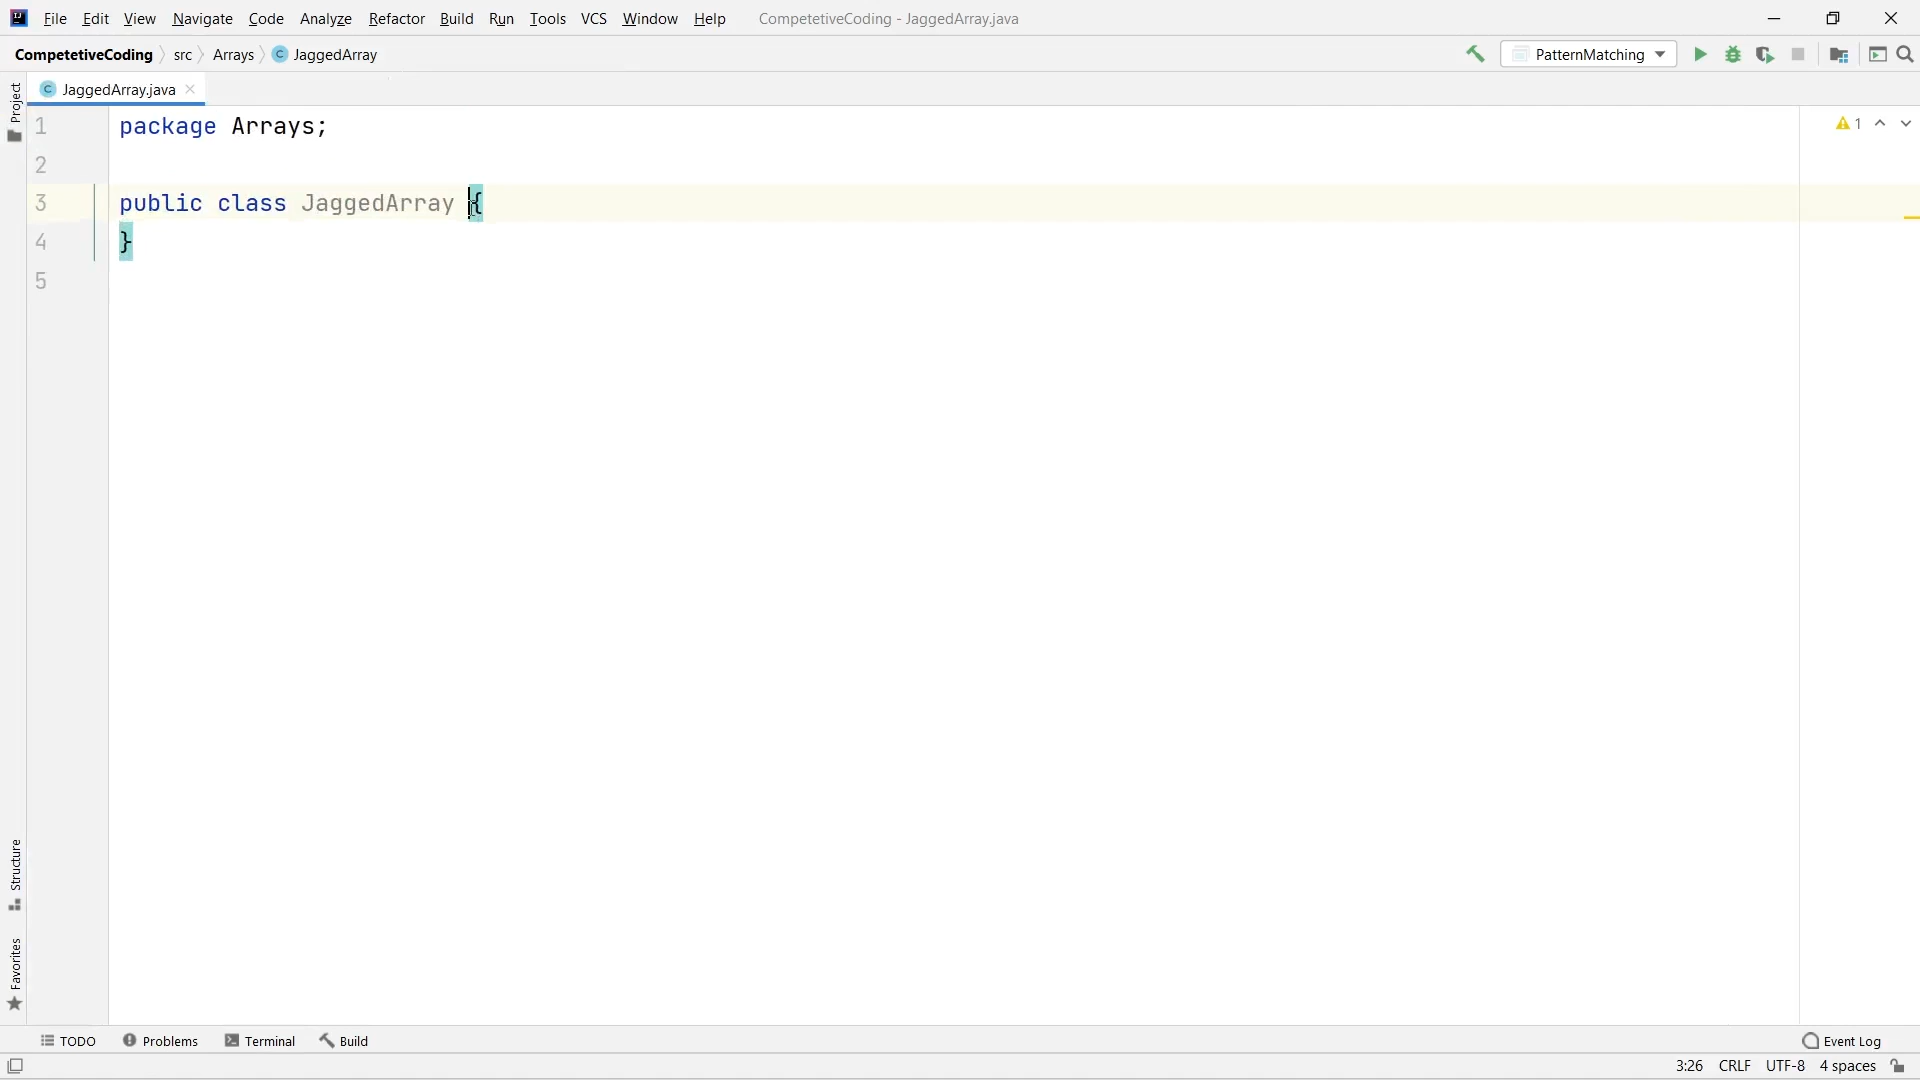 File Edit View Navigate Code Analyze Refactor Build Run Tools VCS Window Help CompetetiveCoding - JaggedArray.java
CompetetiveCoding src Arrays C JaggedArray PatternMatching
C JaggedArray.java
Project
1 package Arrays;
1
2
3 public class JaggedArray {
4 }
5
Structure
Favorites
TODO Problems Terminal Build Event Log
3:26 CRLF UTF-8 4 spaces